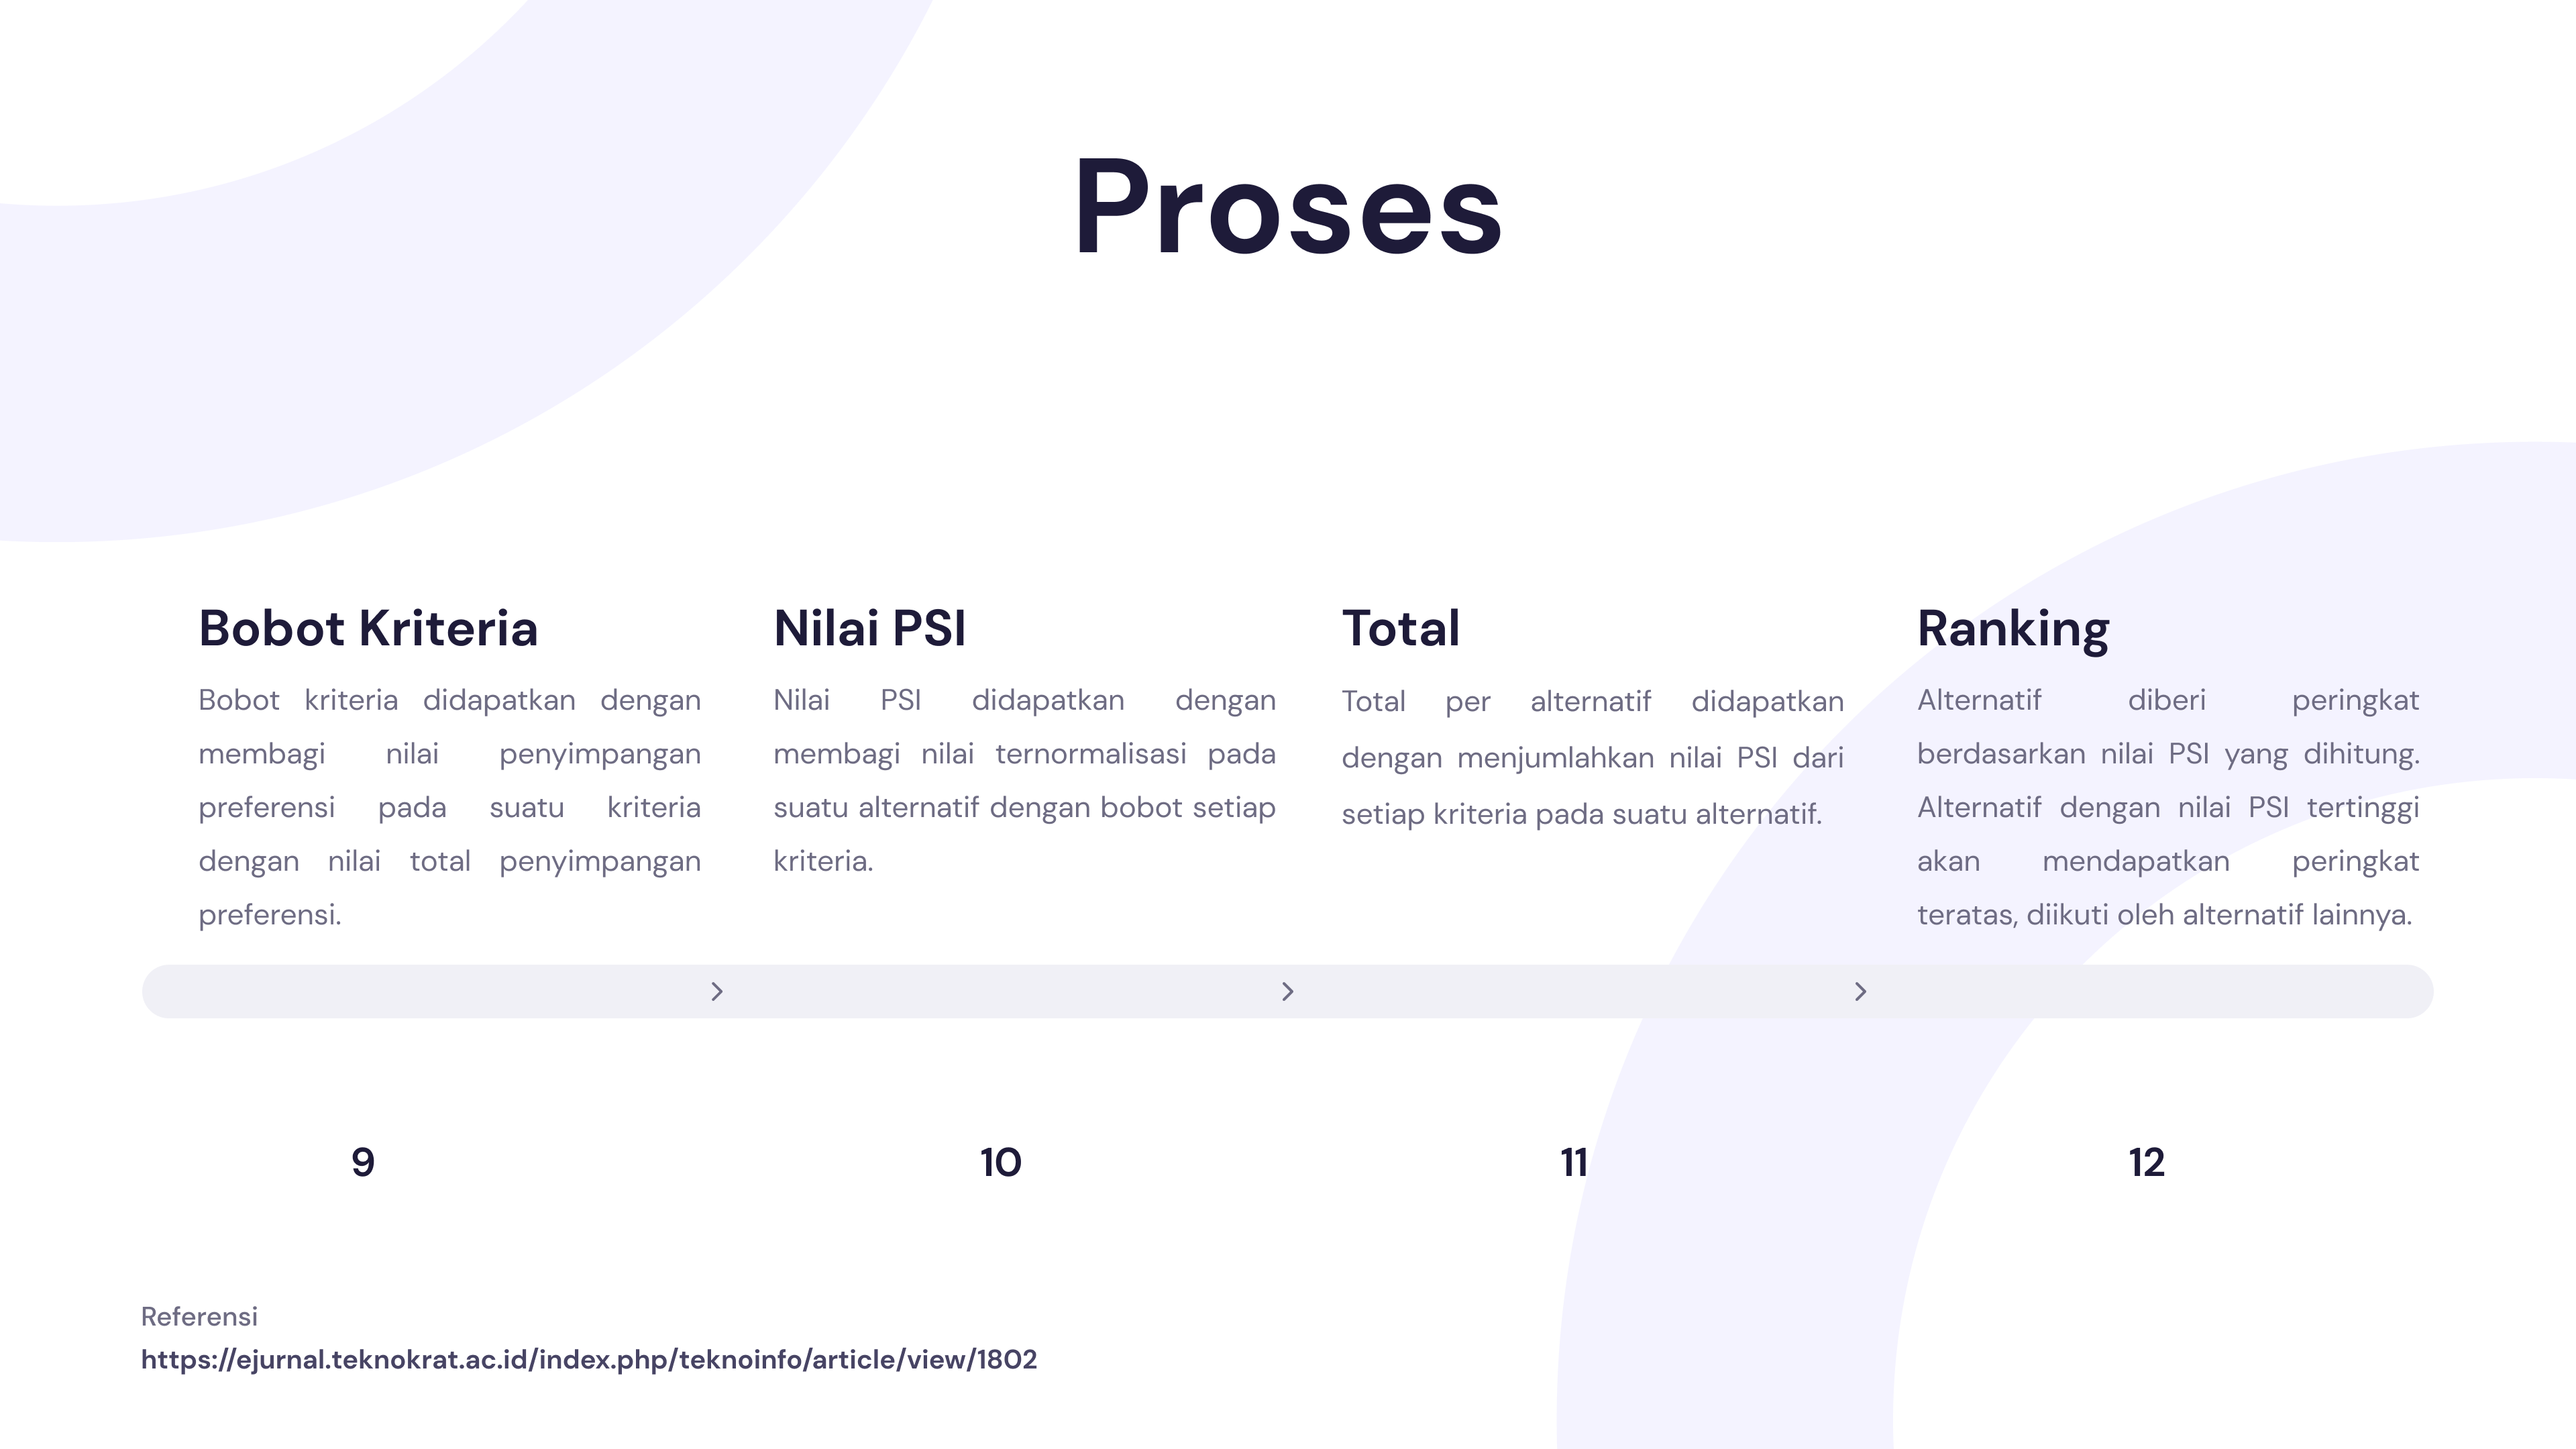 Proses
Bobot Kriteria
Bobot kriteria didapatkan dengan
membagi nilai penyimpangan
preferensi pada suatu kriteria
dengan nilai total penyimpangan
preferensi.
Nilai PSI
Nilai PSI didapatkan dengan
membagi nilai ternormalisasi pada
suatu alternatif dengan bobot setiap
kriteria.
Total
Total per alternatif didapatkan
dengan menjumlahkan nilai PSI dari
setiap kriteria pada suatu alternatif.
Ranking
Alternatif diberi peringkat
berdasarkan nilai PSI yang dihitung.
Alternatif dengan nilai PSI tertinggi
akan mendapatkan peringkat
teratas, diikuti oleh alternatif lainnya.
9
10
11
12
Referensi
https://ejurnal.teknokrat.ac.id/index.php/teknoinfo/article/view/1802